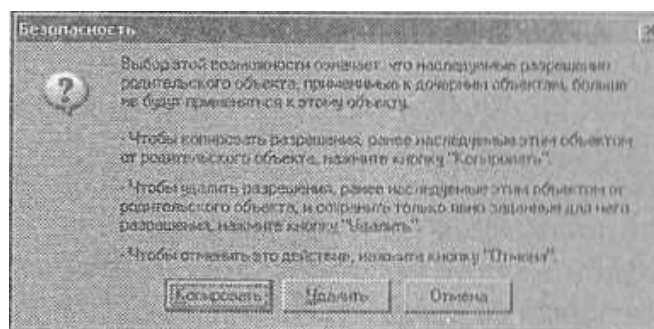 Безопасность
Выбор этой возможности означает, что наследуемые разрешения
родительского объекта, применимые к дочерним объектам, больше
не будут применяться к этому объекту.
- Чтобы копировать разрешения, ранее наследуемые этим объектом
от родительского объекта, нажмите кнопку "Копировать".
- Чтобы удалить разрешения, ранее наследуемые этим объектом от
родительского объекта, и сохранить только явно заданные для него
разрешения, нажмите кнопку "Удалить".
- Чтобы отменить это действие, нажмите кнопку "Отмена".
Копировать Удалить Отмена